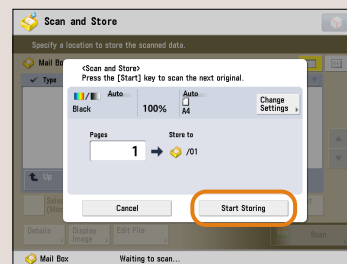 Scan and Store
Specify a location to store the scanned data.
Mail Bo
Type
<Scan and Store>
Press the [Start] key to scan the next original.
Auto
Black
100%
Auto
A4
Change
Settings
Pages
Store to
1
/01
Up
Cancel
Start Storing
Details
Display
Image
Edit File
Scan
Mail Box
Waiting to scan...